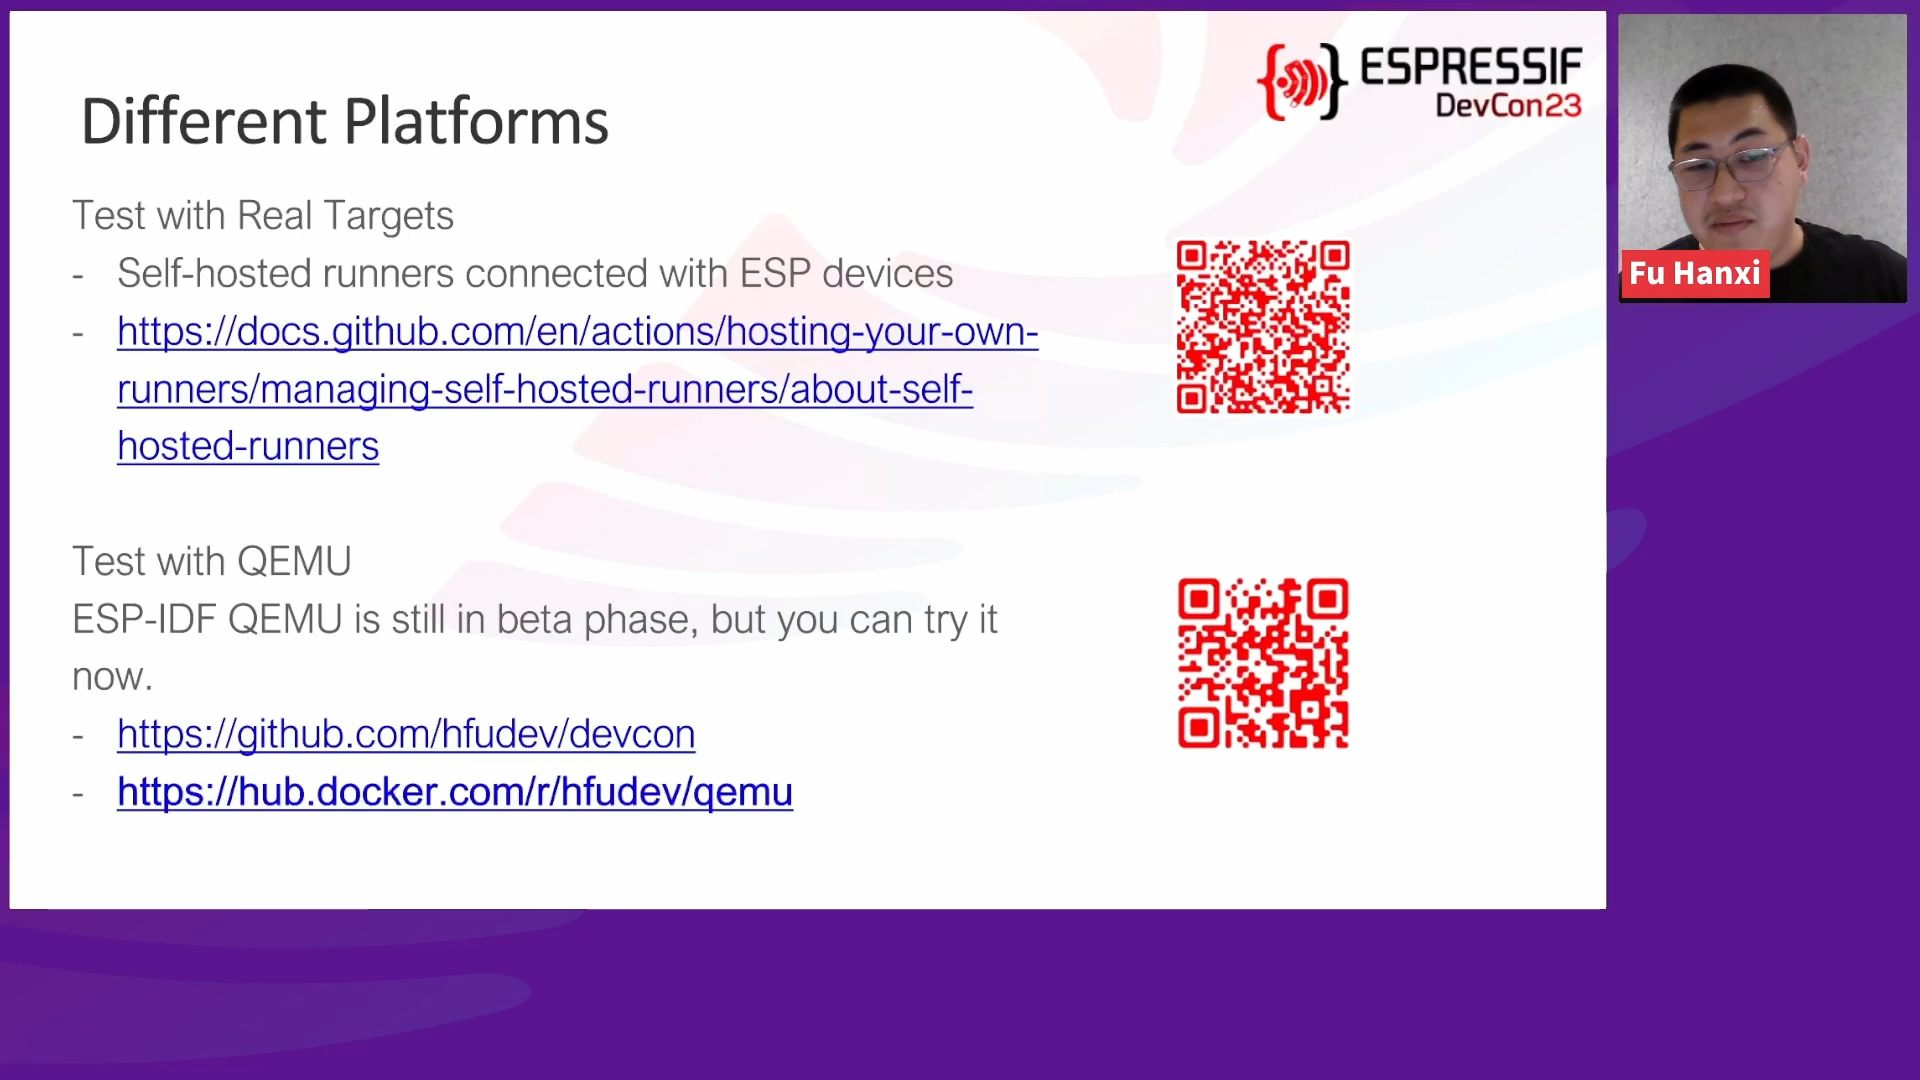 ESPRESSIF
DevCon23
Different Platforms
Test with Real Targets
- Self-hosted runners connected with ESP devices
- https://docs.github.com/en/actions/hosting-your-own-
runners/managing-self-hosted-runners/about-self-
hosted-runners
Test with QEMU
ESP-IDF QEMU is still in beta phase, but you can try it
now.
- https://github.com/hfudev/devcon
- https://hub.docker.com/r/hfudev/qemu
Fu Hanxi